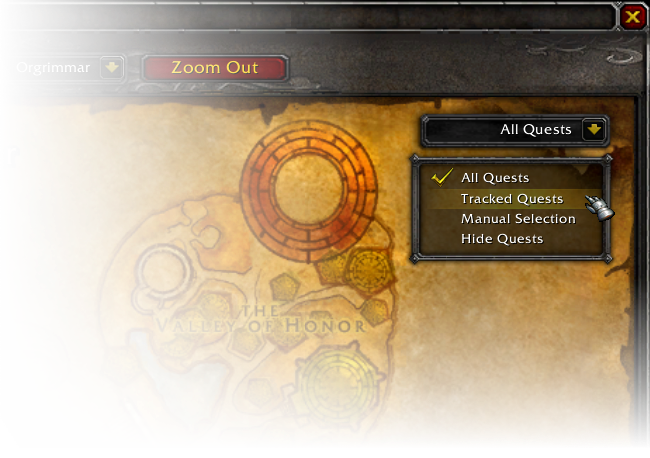 Orgrimmar
Zoom Out
All Quests
All Quests
Tracked Quests
Manual Selection
Hide Quests
THE
VALLEY OF HONOR